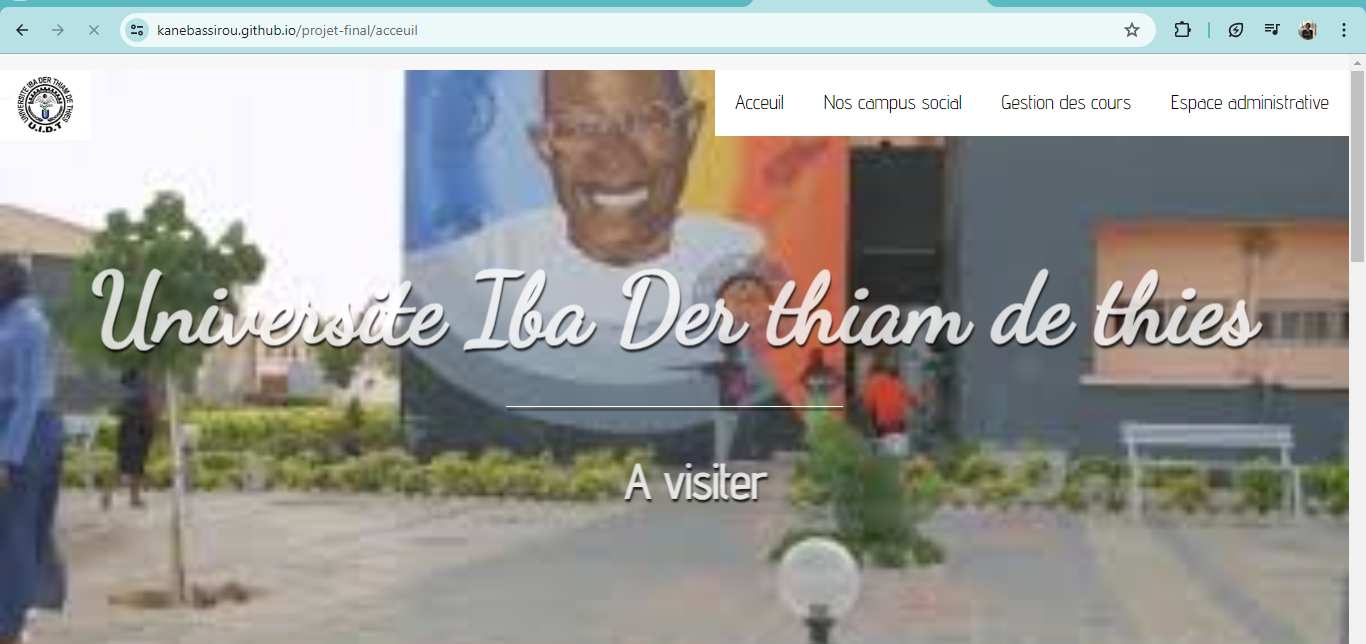 kanebassirou.github.io/projet-final/acceuil
UNIVERSITE IBA DER THIAM DE THIES
U.I.D.T
Acceuil Nos campus social Gestion des cours Espace administrative
Universite Iba Der thiam de thies
A visiter